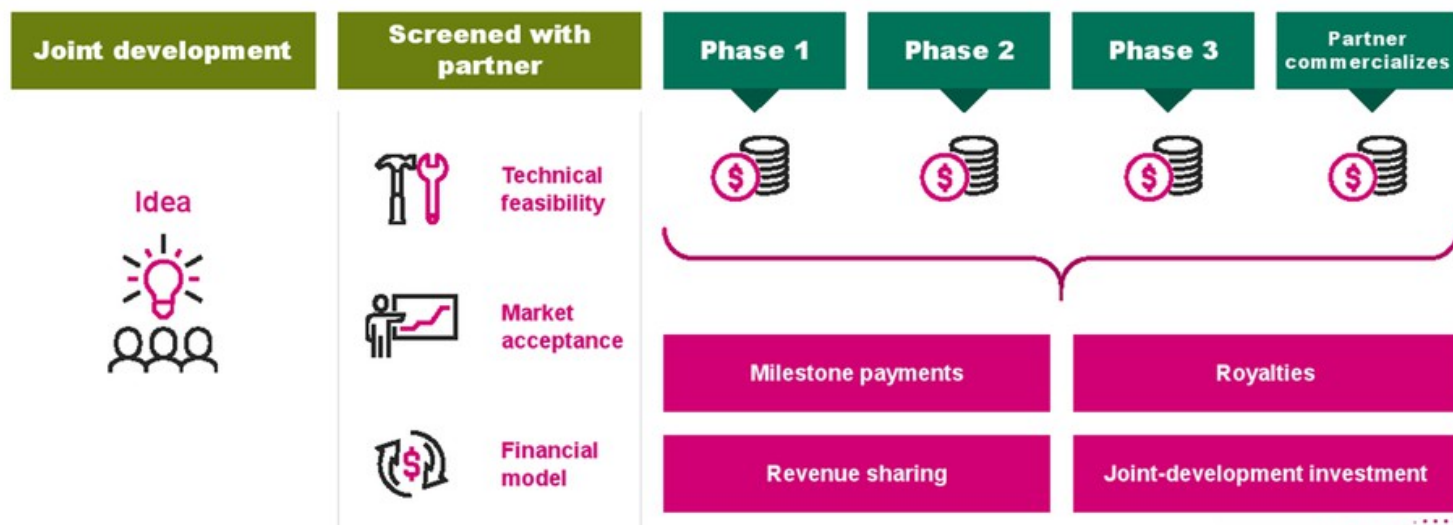 Joint development
Screened with
partner
Phase 1
Phase 2
Phase 3
Partner
commercializes
Idea
Technical
feasibility
Market
acceptance
Financial
model
$
$
$
$
$
Milestone payments
Royalties
Revenue sharing
Joint-development investment